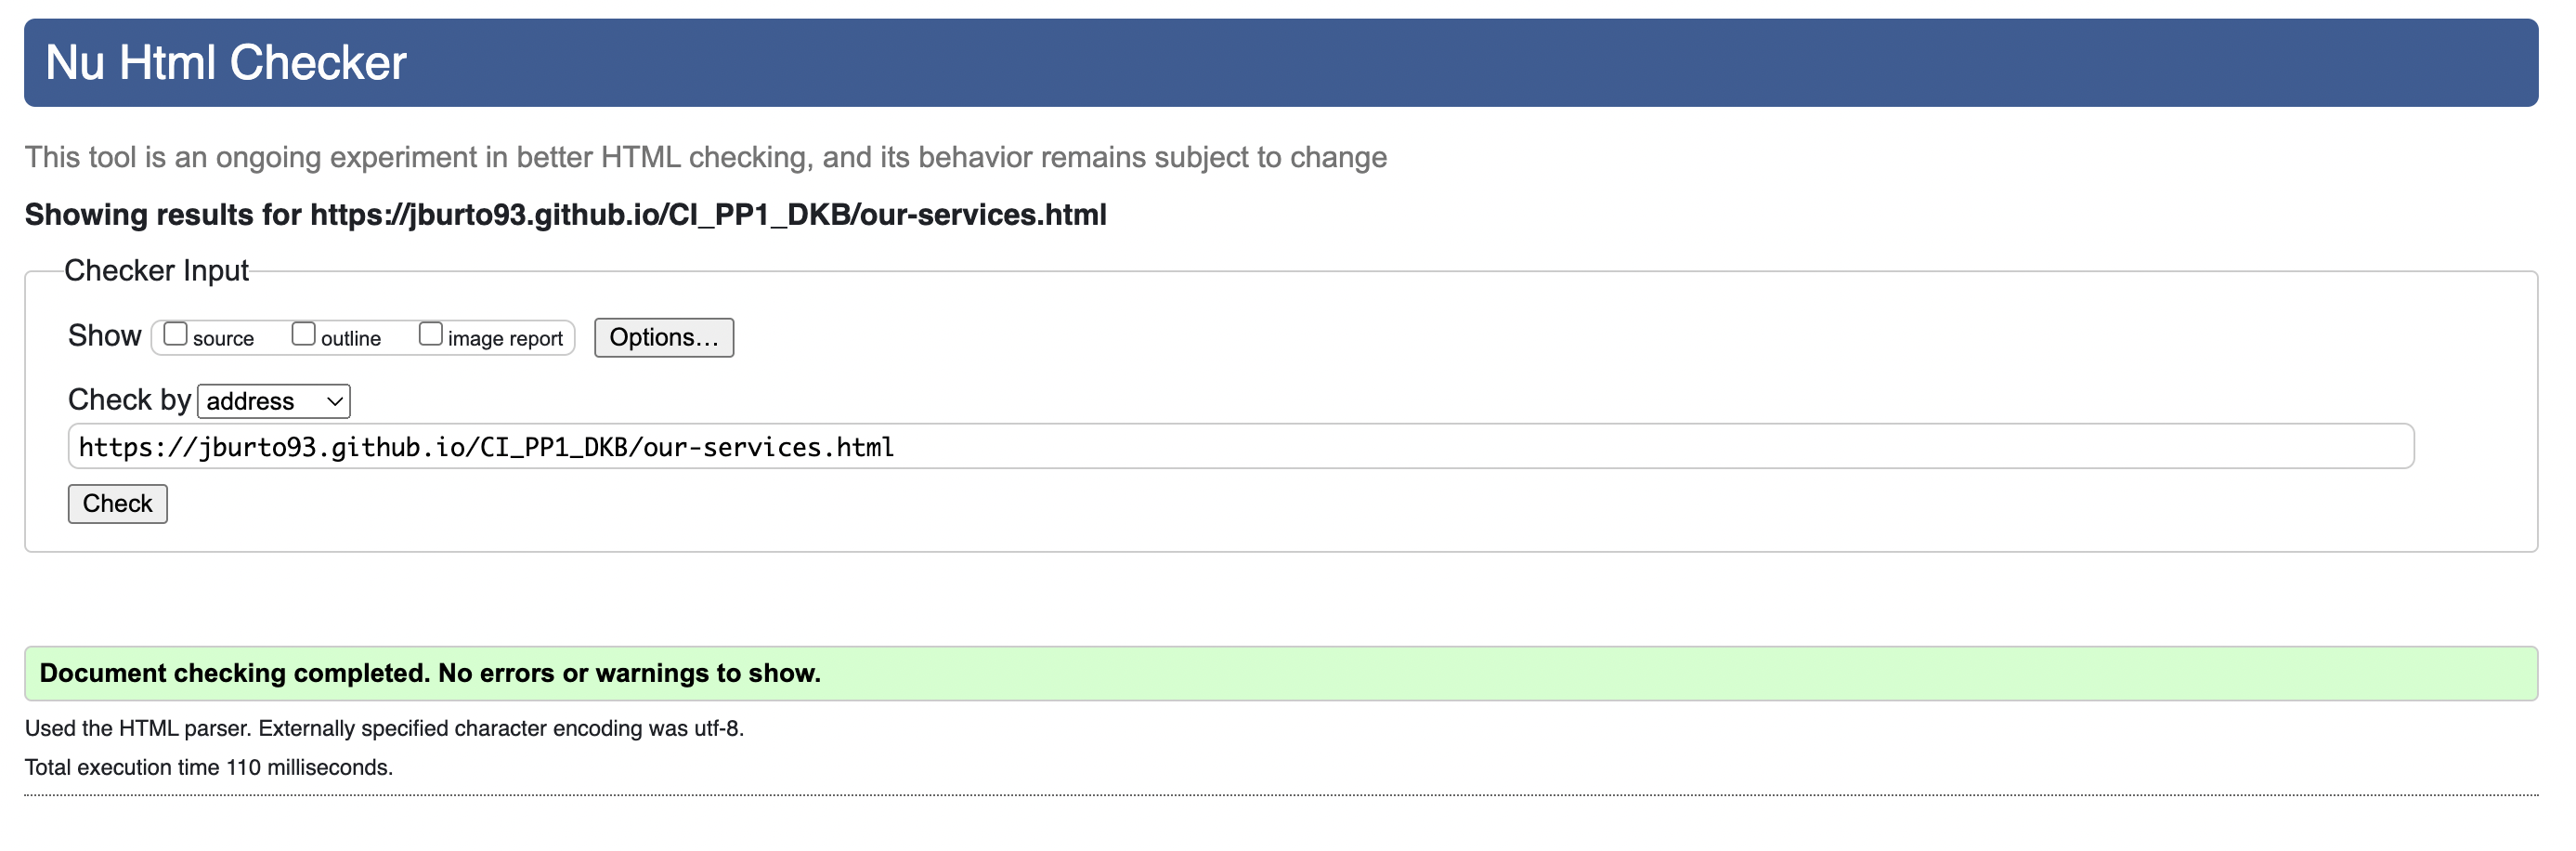 Nu Html Checker
This tool is an ongoing experiment in better HTML checking, and its behavior remains subject to change
Showing results for https://jburto93.github.io/CI_PP1_DKB/our-services.html
Checker Input
Show source outline image report Options...
Check by address
https://jburto93.github.io/CI_PP1_DKB/our-services.html
Check
Document checking completed. No errors or warnings to show.
Used the HTML parser. Externally specified character encoding was utf-8.
Total execution time 110 milliseconds.